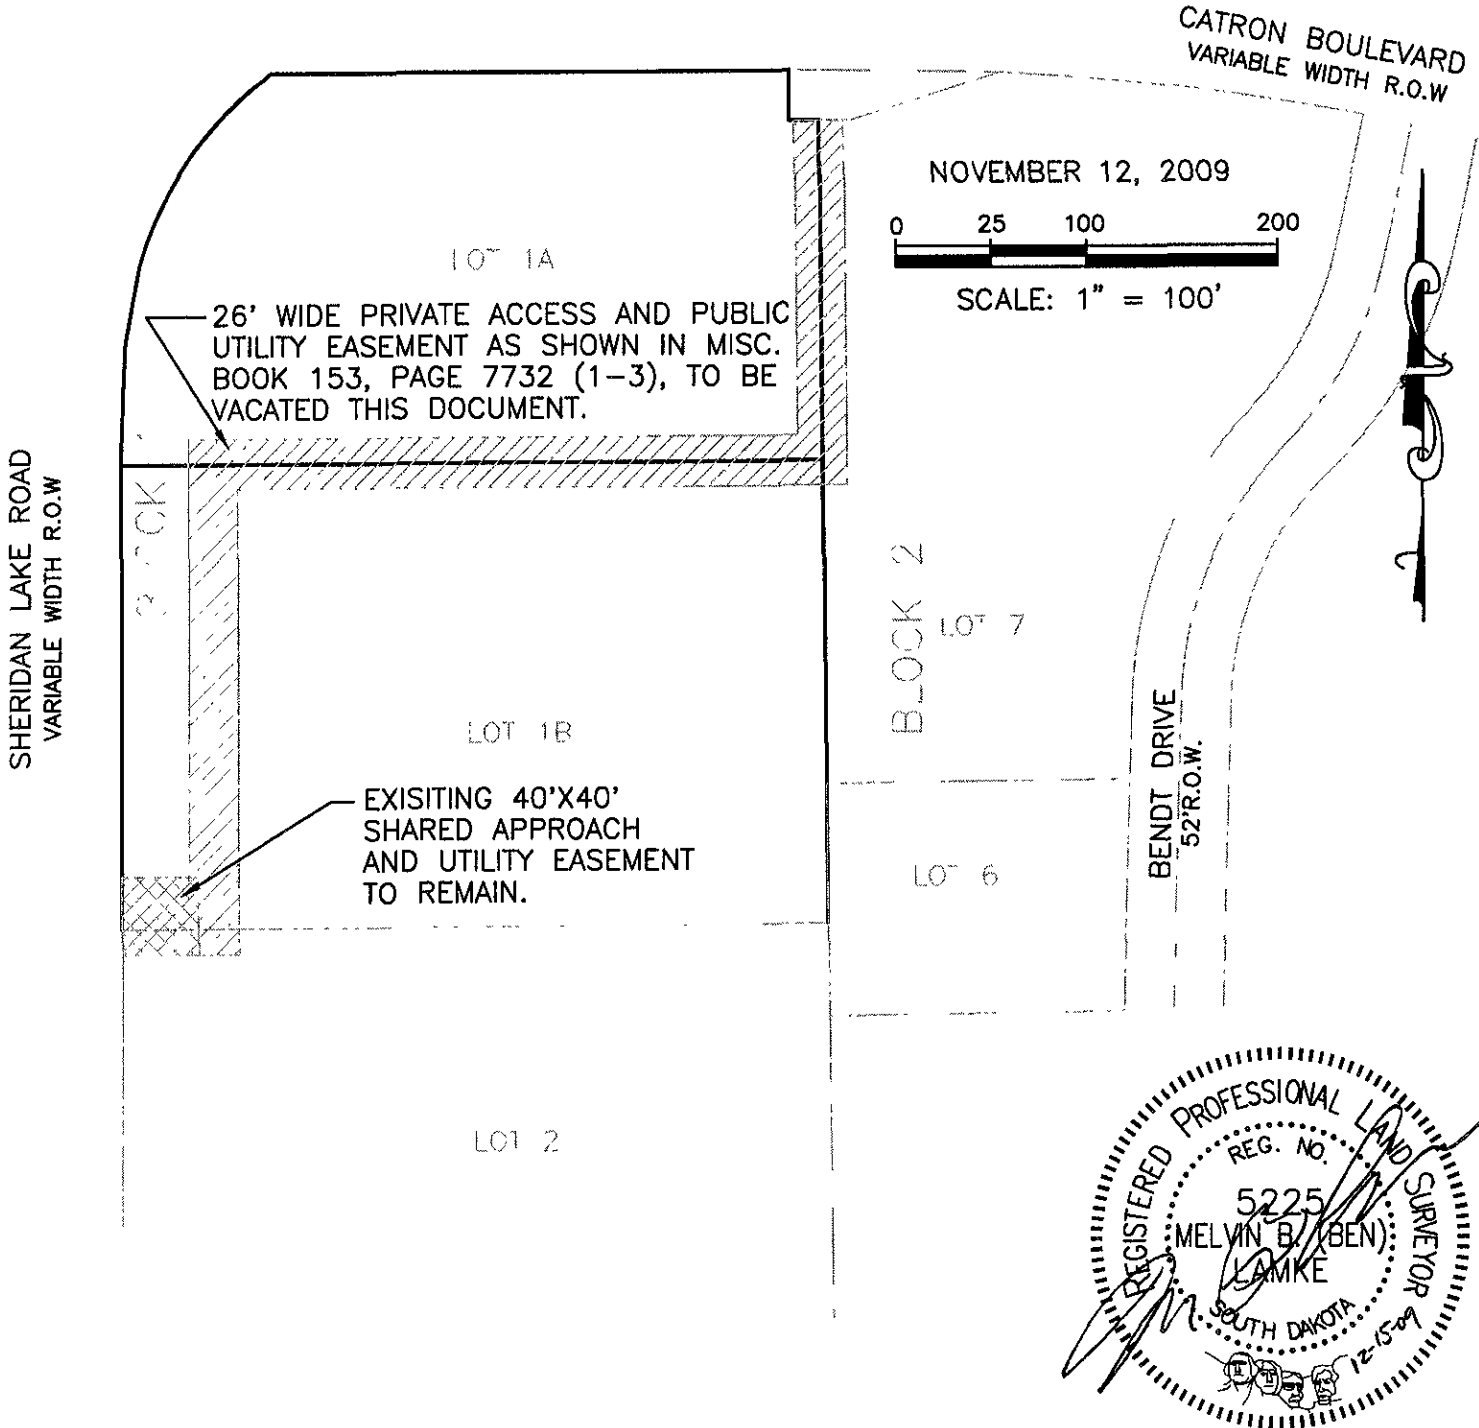 CATRON BOULEVARD
VARIABLE WIDTH R.O.W
NOVEMBER 12, 2009
0 25 100 200
SCALE: 1" = 100'
LOT 1A
26' WIDE PRIVATE ACCESS AND PUBLIC
UTILITY EASEMENT AS SHOWN IN MISC.
BOOK 153, PAGE 7732 (1-3), TO BE
VACATED THIS DOCUMENT.
SHERIDAN LAKE ROAD
VARIABLE WIDTH R.O.W
BLOCK 2
LOT 7
LOT 1B
EXISITING 40'X40'
SHARED APPROACH
AND UTILITY EASEMENT
TO REMAIN.
BENDT DRIVE
52'R.O.W.
LOT 6
LOT 2
REGISTERED PROFESSIONAL LAND SURVEYOR
REG. NO.
5225
MELVIN B. (BEN)
LAMKE
SOUTH DAKOTA
12-15-09